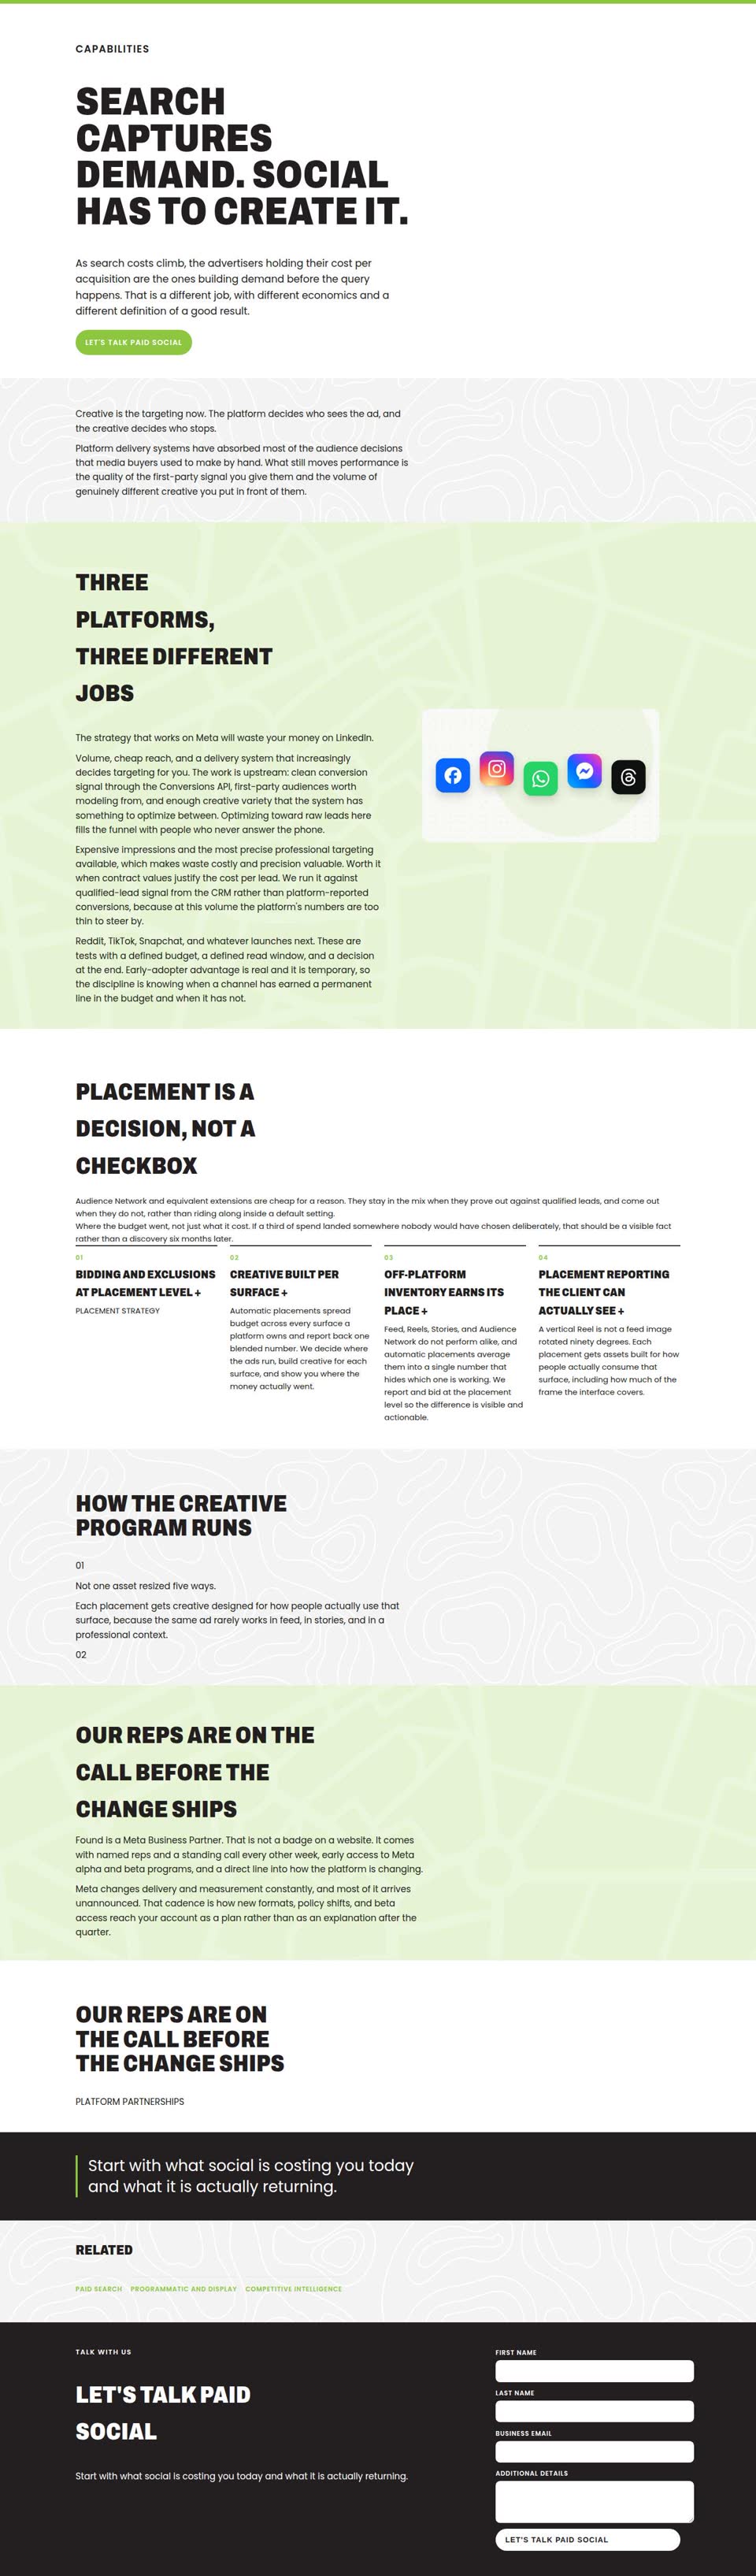 CAPABILITIES
SEARCH
CAPTURES
DEMAND. SOCIAL
HAS TO CREATE IT.
As search costs climb, the advertisers holding their cost per
acquisition are the ones building demand before the query
happens. That is a different job, with different economics and a
different definition of a good result.
LET'S TALK PAID SOCIAL
Creative is the targeting now. The platform decides who sees the ad, and
the creative decides who stops.
Platform delivery systems have absorbed most of the audience decisions
that media buyers used to make by hand. What still moves performance is
the quality of the first-party signal you give them and the volume of
genuinely different creative you put in front of them.
THREE
PLATFORMS,
THREE DIFFERENT
JOBS
The strategy that works on Meta will waste your money on LinkedIn.
Volume, cheap reach, and a delivery system that increasingly
decides targeting for you. The work is upstream: clean conversion
signal through the Conversions API, first-party audiences worth
modeling from, and enough creative variety that the system has
something to optimize between. Optimizing toward raw leads here
fills the funnel with people who never answer the phone.
Expensive impressions and the most precise professional targeting
available, which makes waste costly and precision valuable. Worth it
when contract values justify the cost per lead. We run it against
qualified-lead signal from the CRM rather than platform-reported
conversions, because at this volume the platform's numbers are too
thin to steer by.
Reddit, TikTok, Snapchat, and whatever launches next. These are
tests with a defined budget, a defined read window, and a decision
at the end. Early-adopter advantage is real and it is temporary, so
the discipline is knowing when a channel has earned a permanent
line in the budget and when it has not.
PLACEMENT IS A
DECISION, NOT A
CHECKBOX
Audience Network and equivalent extensions are cheap for a reason. They stay in the mix when they prove out against qualified leads, and come out
when they do not, rather than riding along inside a default setting.
Where the budget went, not just what it cost. If a third of spend landed somewhere nobody would have chosen deliberately, that should be a visible fact
rather than a discovery six months later.
01
BIDDING AND EXCLUSIONS
AT PLACEMENT LEVEL +
PLACEMENT STRATEGY
02
CREATIVE BUILT PER
SURFACE +
Automatic placements spread
budget across every surface a
platform owns and report back one
blended number. We decide where
the ads run, build creative for each
surface, and show you where the
money actually went.
03
OFF-PLATFORM
INVENTORY EARNS ITS
PLACE +
Feed, Reels, Stories, and Audience
Network do not perform alike, and
automatic placements average
them into a single number that
hides which one is working. We
report and bid at the placement
level so the difference is visible and
actionable.
04
PLACEMENT REPORTING
THE CLIENT CAN
ACTUALLY SEE +
A vertical Reel is not a feed image
rotated ninety degrees. Each
placement gets assets built for how
people actually consume that
surface, including how much of the
frame the interface covers.
HOW THE CREATIVE
PROGRAM RUNS
01
Not one asset resized five ways.
Each placement gets creative designed for how people actually use that
surface, because the same ad rarely works in feed, in stories, and in a
professional context.
02
OUR REPS ARE ON THE
CALL BEFORE THE
CHANGE SHIPS
Found is a Meta Business Partner. That is not a badge on a website. It comes
with named reps and a standing call every other week, early access to Meta
alpha and beta programs, and a direct line into how the platform is changing.
Meta changes delivery and measurement constantly, and most of it arrives
unannounced. That cadence is how new formats, policy shifts, and beta
access reach your account as a plan rather than as an explanation after the
quarter.
OUR REPS ARE ON
THE CALL BEFORE
THE CHANGE SHIPS
PLATFORM PARTNERSHIPS
Start with what social is costing you today
and what it is actually returning.
RELATED
PAID SEARCH PROGRAMMATIC AND DISPLAY COMPETITIVE INTELLIGENCE
TALK WITH US
LET'S TALK PAID
SOCIAL
Start with what social is costing you today and what it is actually returning.
FIRST NAME
LAST NAME
BUSINESS EMAIL
ADDITIONAL DETAILS
LET'S TALK PAID SOCIAL